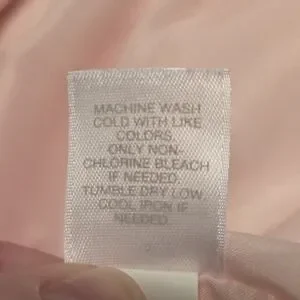 MACHINE WASH
COLD WITH LIKE
COLORS.
ONLY NON-
CHLORINE BLEACH
IF NEEDED.
TUMBLE DRY LOW.
COOL IRON IF
NEEDED.